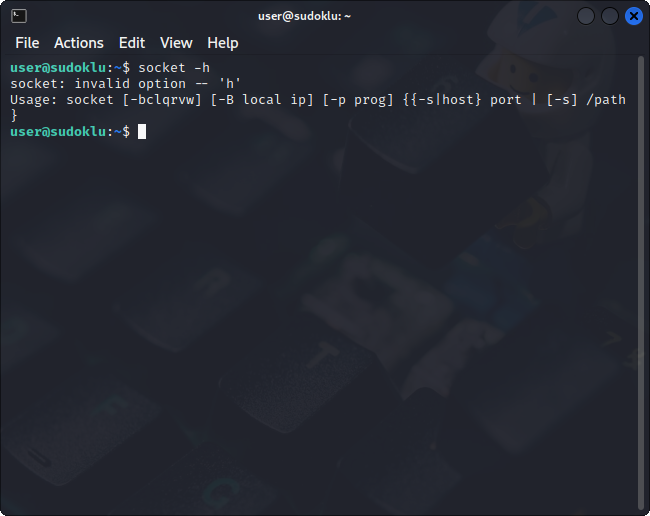 user@sudoklu: ~
File Actions Edit View Help
user@sudoklu:~$ socket -h
socket: invalid option -- 'h'
Usage: socket [-bclqrvw] [-B local ip] [-p prog] {{-s|host} port | [-s] /path
}
user@sudoklu:~$